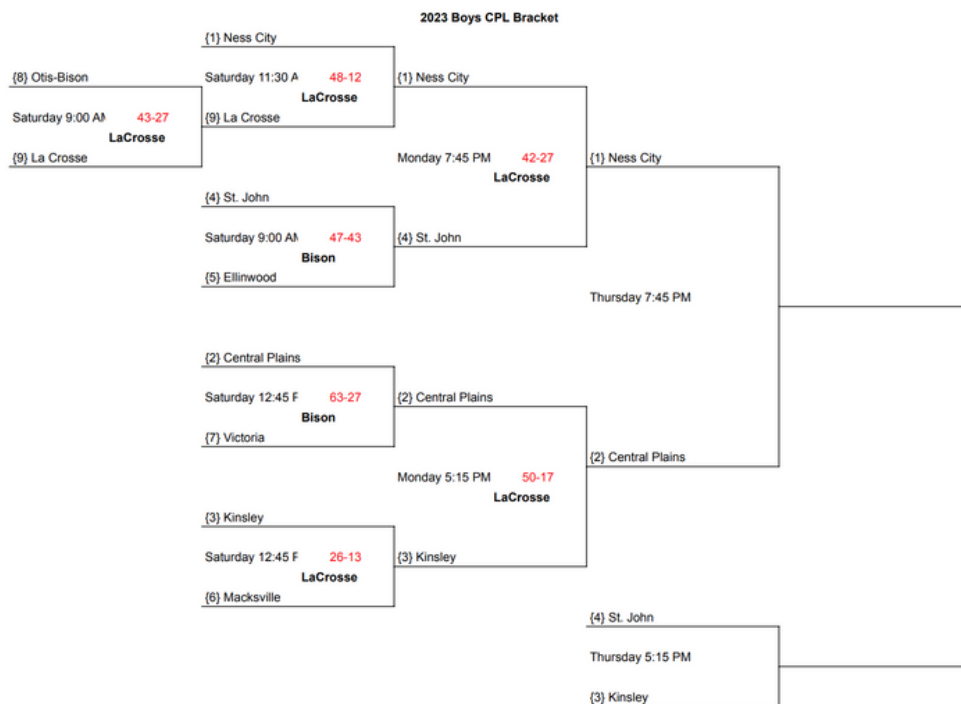 2023 Boys CPL Bracket
{1} Ness City
{8} Otis-Bison
Saturday 11:30 A
48-12
{1} Ness City
LaCrosse
Saturday 9:00 AM
43-27
{9} La Crosse
LaCrosse
{9} La Crosse
Monday 7:45 PM
42-27
{1} Ness City
LaCrosse
{4} St. John
Saturday 9:00 AM
47-43
{4} St. John
Bison
{5} Ellinwood
Thursday 7:45 PM
{2} Central Plains
Saturday 12:45 P
63-27
{2} Central Plains
Bison
{7} Victoria
{2} Central Plains
Monday 5:15 PM
50-17
LaCrosse
{3} Kinsley
Saturday 12:45 P
26-13
{3} Kinsley
LaCrosse
{6} Macksville
{4} St. John
Thursday 5:15 PM
{3} Kinsley